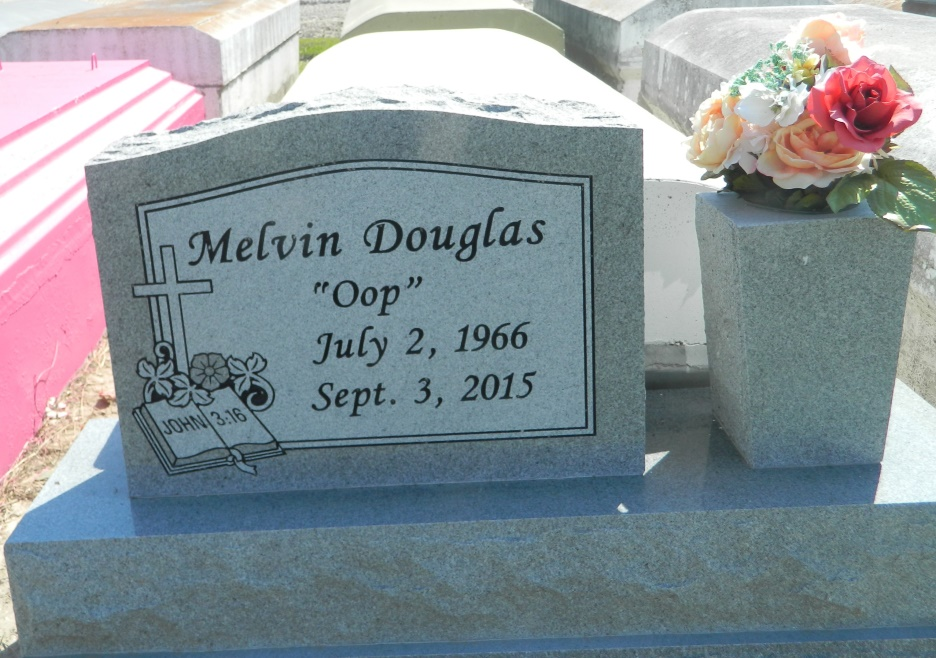 Melvin Douglas
"Oop"
July 2, 1966
Sept. 3, 2015
JOHN 3:16